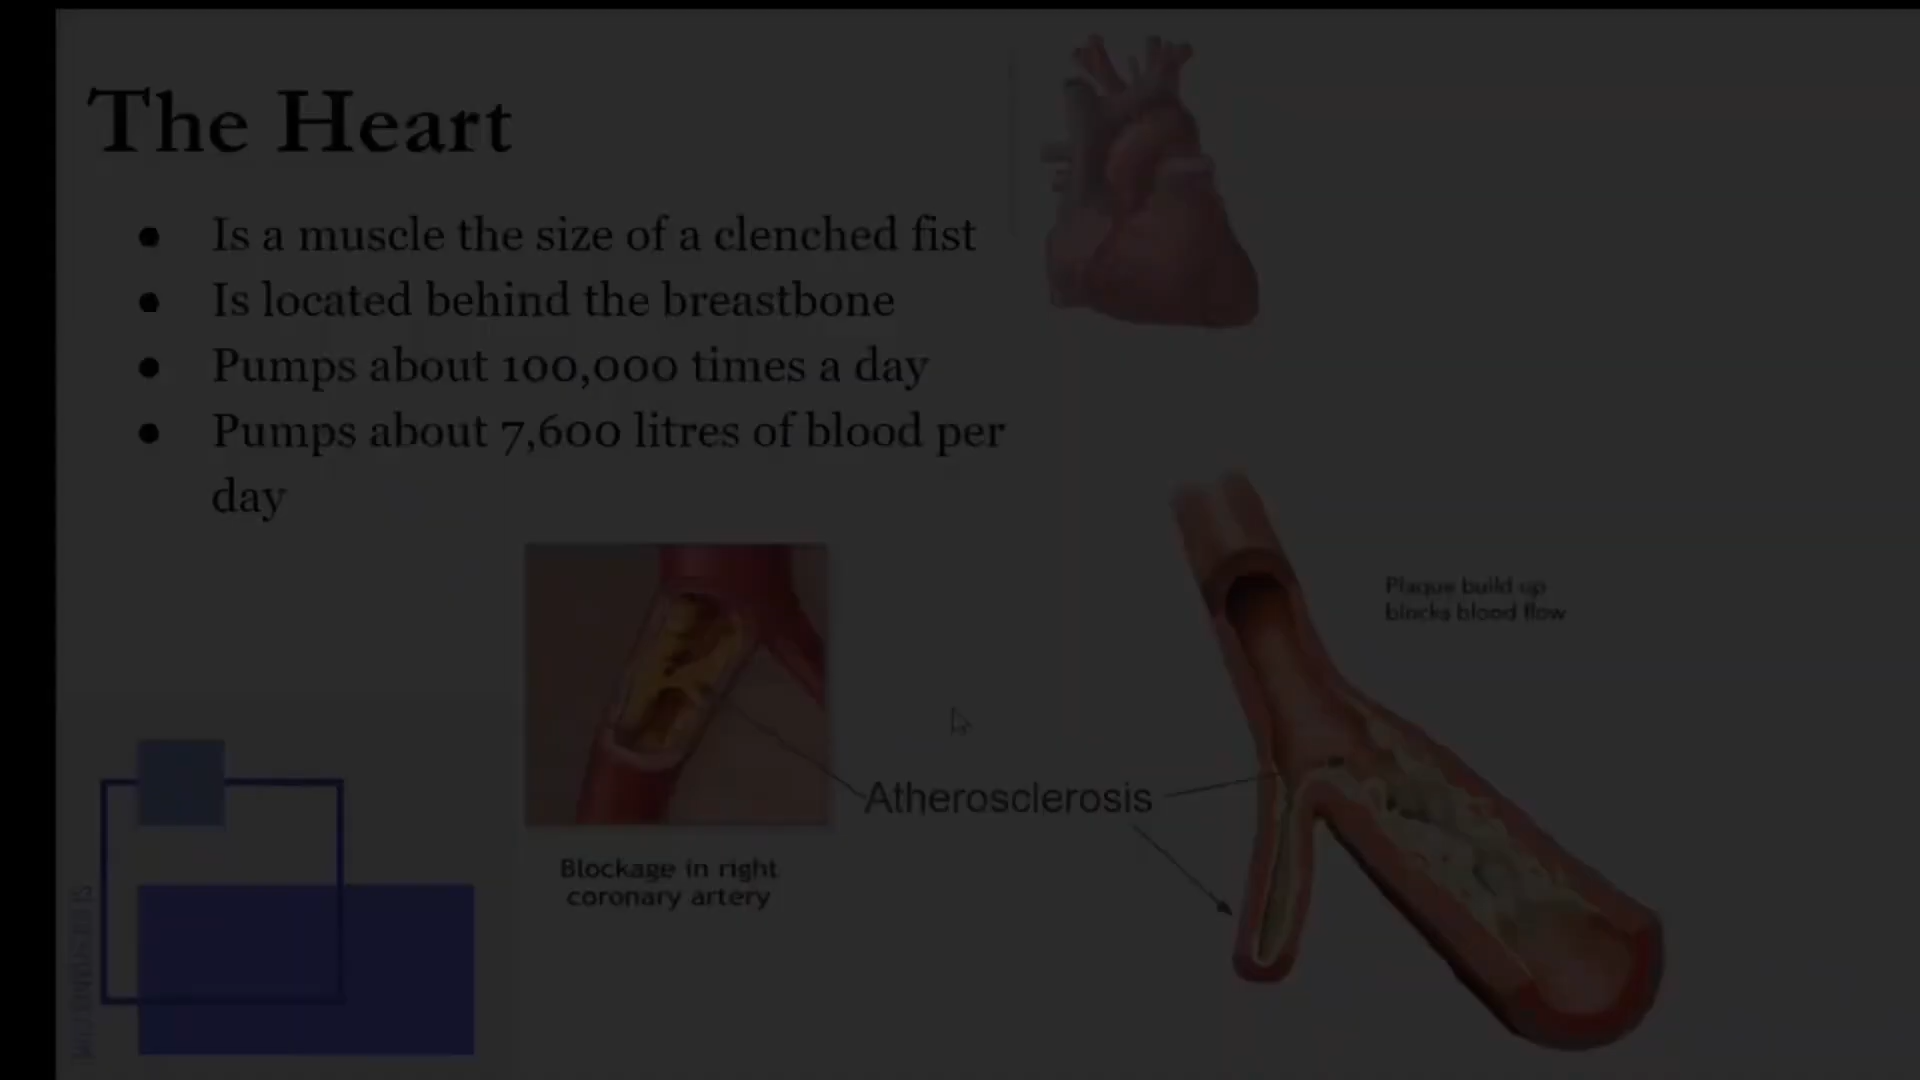 The Heart
● Is a muscle the size of a clenched fist
● Is located behind the breastbone
● Pumps about 100,000 times a day
● Pumps about 7,600 litres of blood per
day
Plaque build up
blocks blood flow
Atherosclerosis
Blockage in right
coronary artery